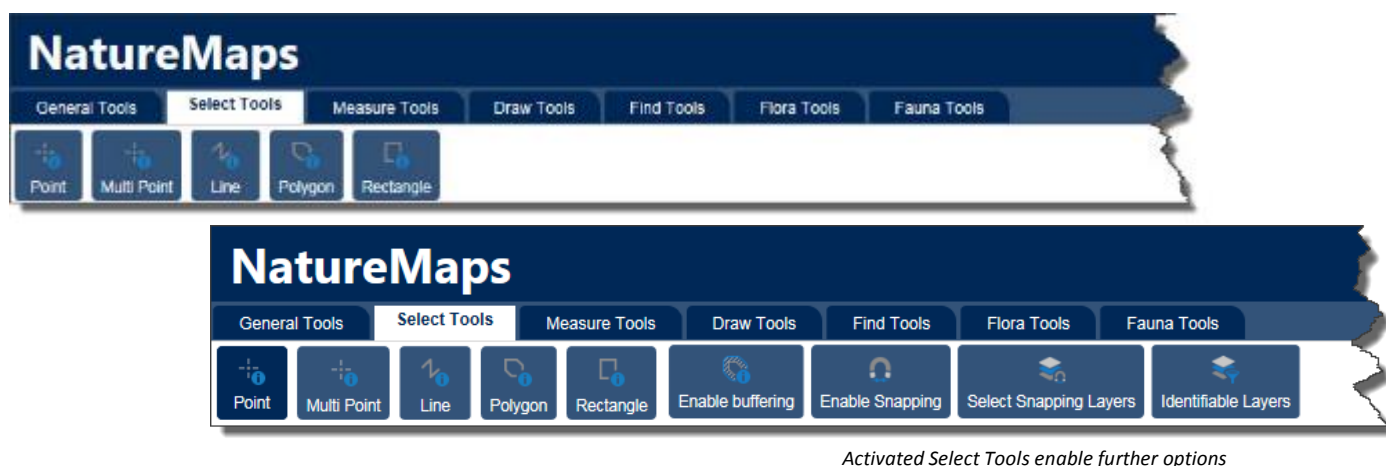 NatureMaps
General Tools Select Tools Measure Tools Draw Tools Find Tools Flora Tools Fauna Tools
Point Multi Point Line Polygon Rectangle
NatureMaps
General Tools Select Tools Measure Tools Draw Tools Find Tools Flora Tools Fauna Tools
Point Multi Point Line Polygon Rectangle Enable buffering Enable Snapping Select Snapping Layers Identifiable Layers
Activated Select Tools enable further options